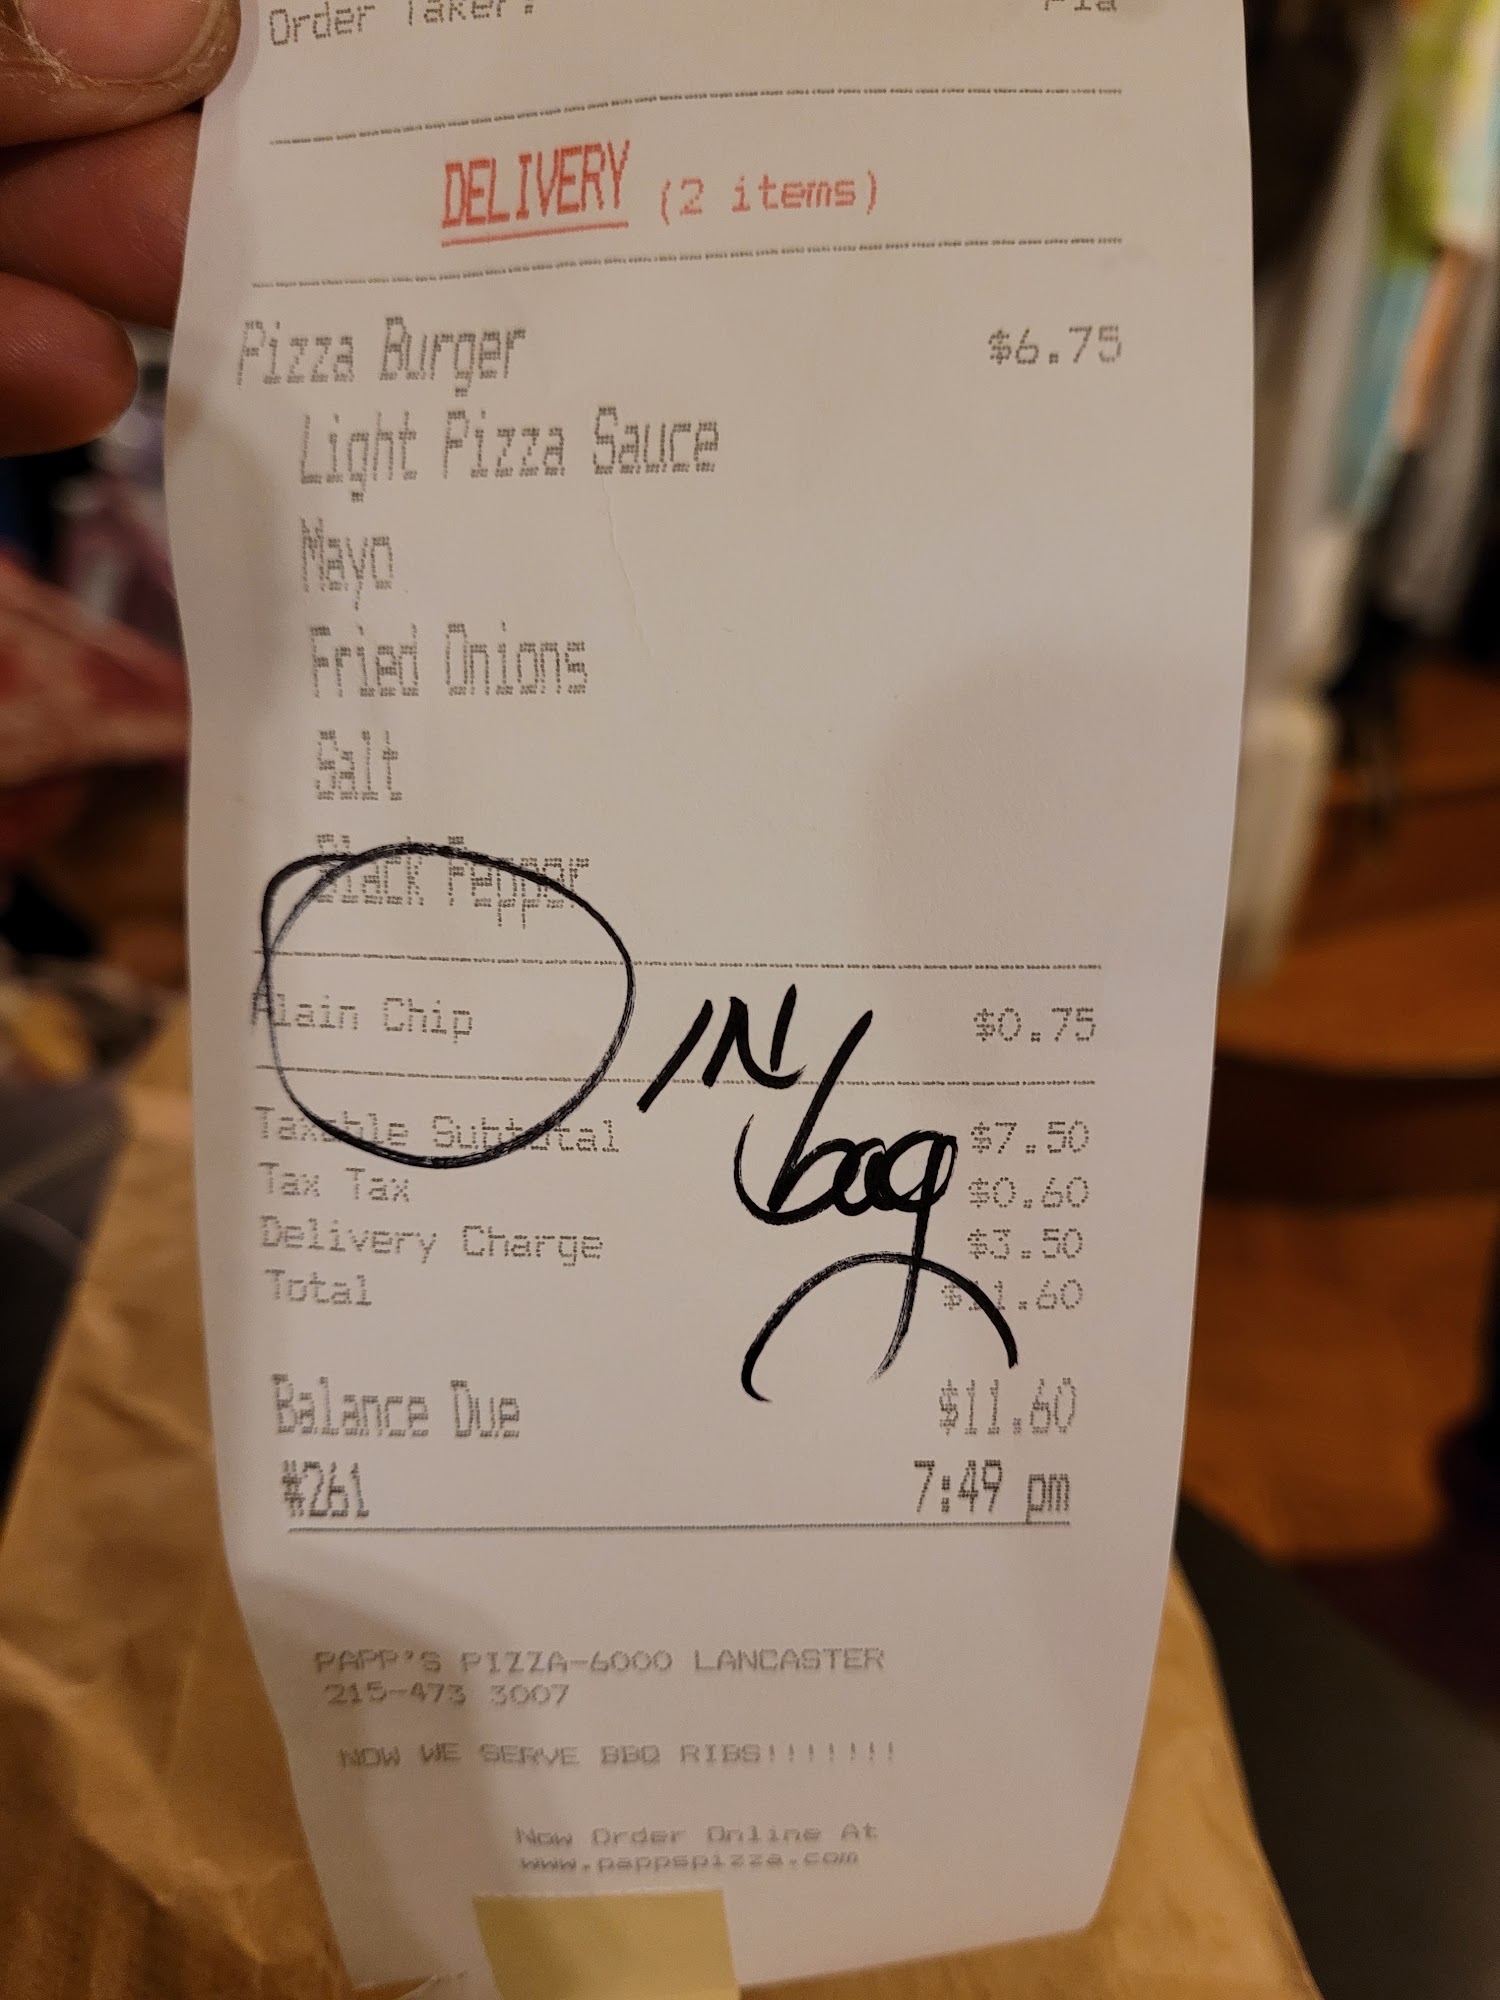 Order Taker: Pia
DELIVERY (2 items)
Pizza Burger $6.75
Light Pizza Sauce
Mayo
Fried Onions
Salt
Black Pepper
Plain Chip $0.75
IN
bag
Taxable Subtotal $7.50
Tax Tax $0.60
Delivery Charge $3.50
Total $11.60
Balance Due $11.60
#261 7:49 pm
PAPP'S PIZZA-6000 LANCASTER
215-473 3007
NOW WE SERVE BBQ RIBS!!!!!!!!
Now Order Online At
www.pappspizza.com